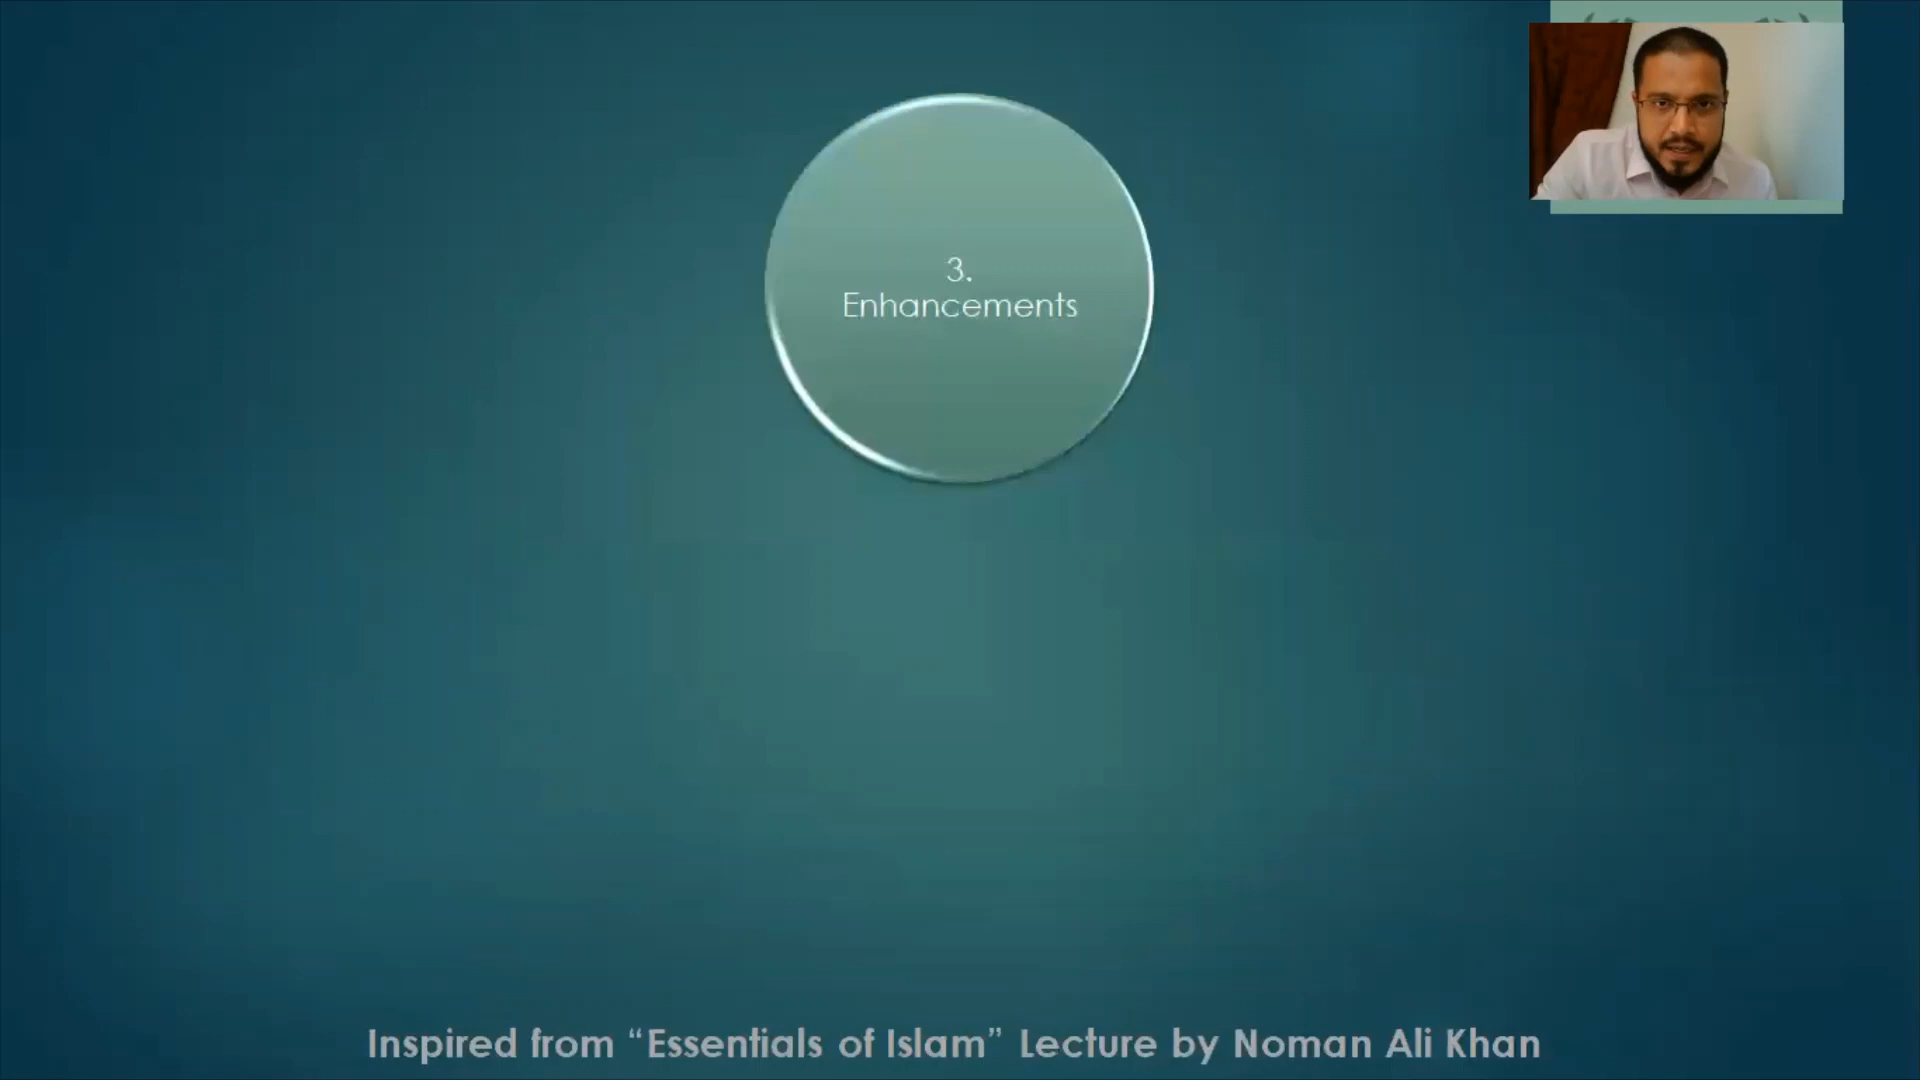 3.
Enhancements
Inspired from “Essentials of Islam” Lecture by Noman Ali Khan